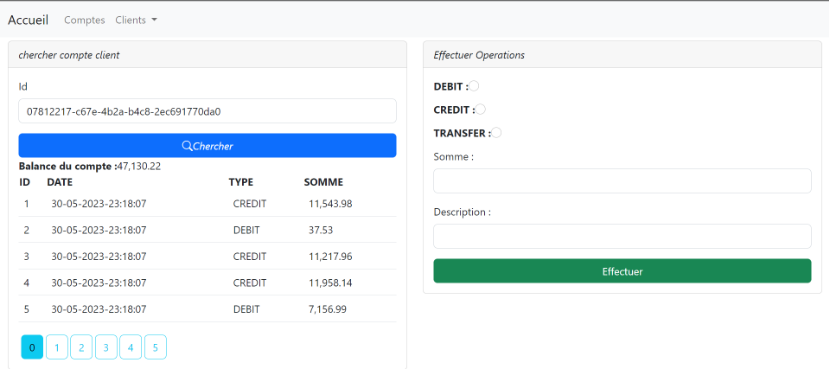 Accueil Comptes Clients
chercher compte client
Id
07812217-c67e-4b2a-b4c8-2ec691770da0
Chercher
Balance du compte :47,130.22
ID DATE TYPE SOMME
1 30-05-2023-23:18:07 CREDIT 11,543.98
2 30-05-2023-23:18:07 DEBIT 37.53
3 30-05-2023-23:18:07 CREDIT 11,217.96
4 30-05-2023-23:18:07 CREDIT 11,958.14
5 30-05-2023-23:18:07 DEBIT 7,156.99
0 1 2 3 4 5
Effectuer Operations
DEBIT :
CREDIT :
TRANSFER :
Somme :
Description :
Effectuer